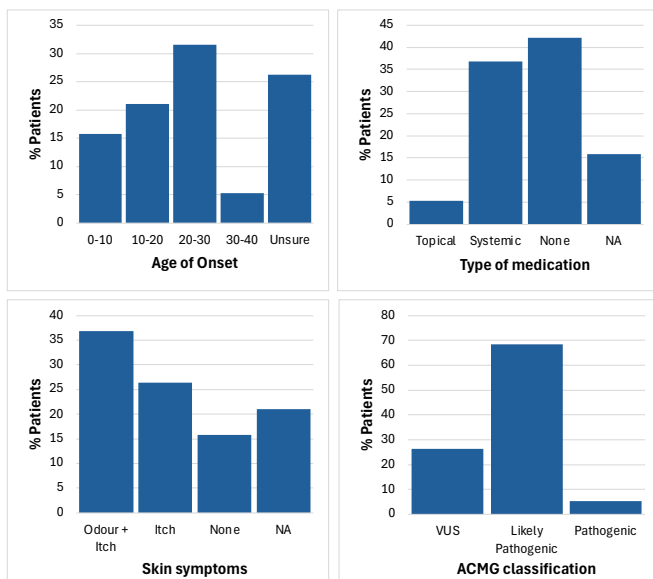 35
30
25
20
15
10
5
0
% Patients
0-10 10-20 20-30 30-40 Unsure
Age of Onset
45
40
35
30
25
20
15
10
5
0
% Patients
Topical Systemic None NA
Type of medication
40
35
30
25
20
15
10
5
0
% Patients
Odour + Itch None NA
Itch
Skin symptoms
80
70
60
50
40
30
20
10
0
% Patients
VUS Likely Pathogenic
Pathogenic
ACMG classification